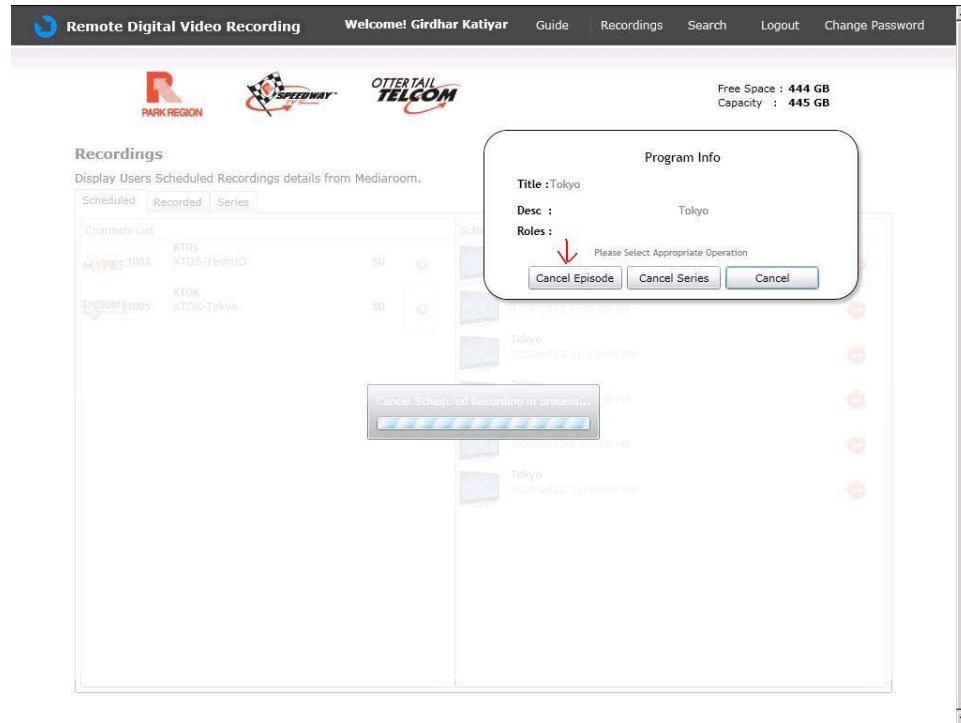 Remote Digital Video Recording Welcome! Girdhar Katiyar Guide Recordings Search Logout Change Password
PARK REGION
SPEEDWAY
OTTER TAIL
TELCOM
Free Space : 444 GB
Capacity : 445 GB
Recordings
Display Users Scheduled Recordings details from Mediaroom.
Scheduled Recorded Series
Channels List
KTDS
1003 KTDS-TechHD SD
KTOK
1005 KTOK-Tokyo SD
Program Info
Title :Tokyo
Desc : Tokyo
Roles :
Please Select Appropriate Operation
Cancel Episode Cancel Series Cancel
Tokyo
Cancel Scheduled Recording in process...
Tokyo